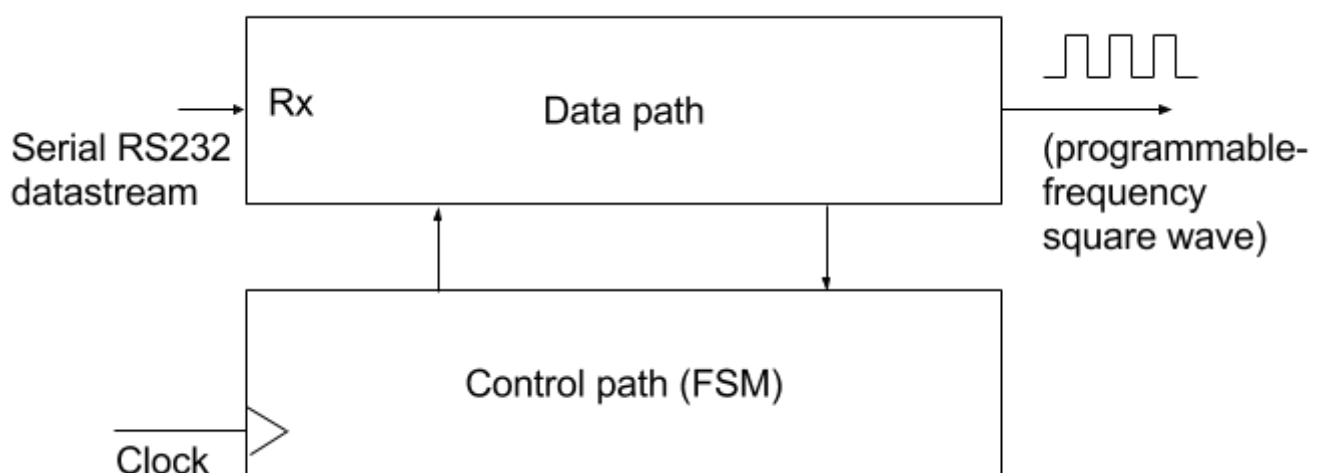 Rx
Data path
Serial RS232
datastream
(programmable-
frequency
square wave)
Control path (FSM)
Clock